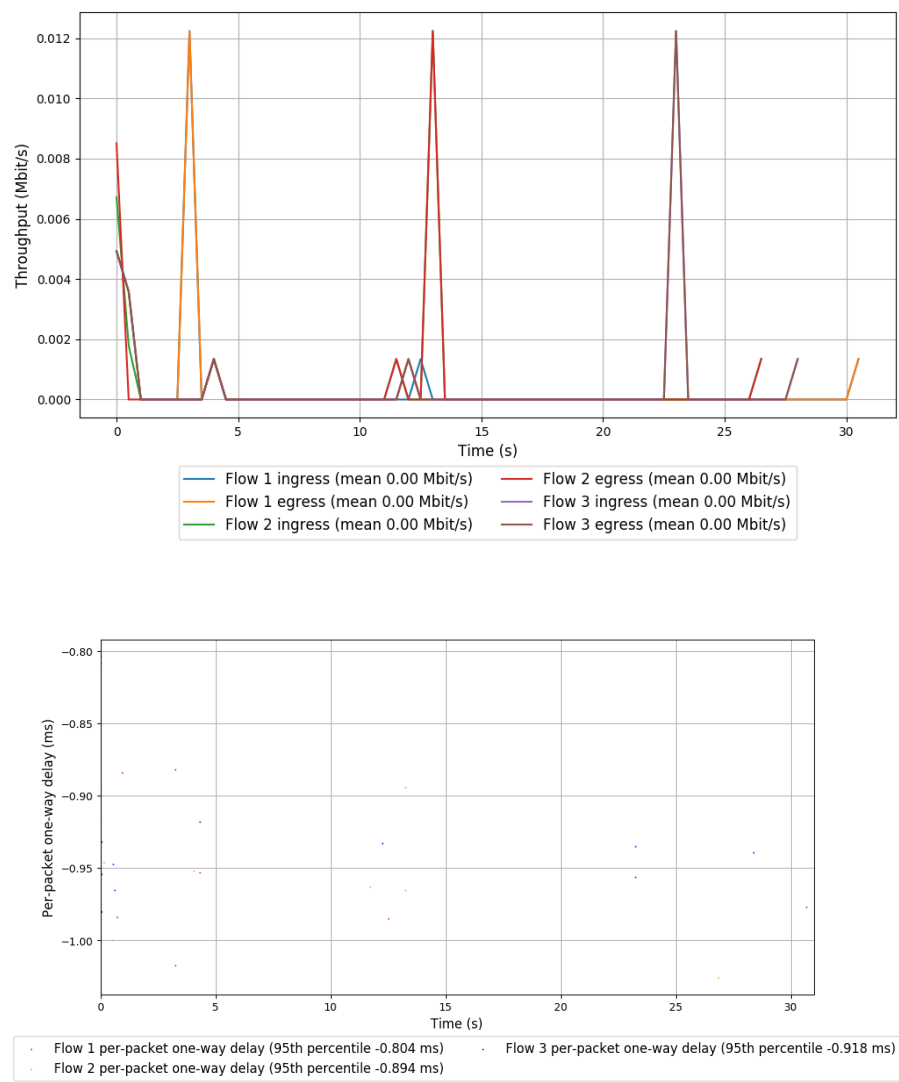 0.012
0.010
0.008
0.006
0.004
0.002
0.000
Throughput (Mbit/s)
0 5 10 15 20 25 30
Time (s)
Flow 1 ingress (mean 0.00 Mbit/s) Flow 2 egress (mean 0.00 Mbit/s)
Flow 1 egress (mean 0.00 Mbit/s) Flow 3 ingress (mean 0.00 Mbit/s)
Flow 2 ingress (mean 0.00 Mbit/s) Flow 3 egress (mean 0.00 Mbit/s)
−0.80
−0.85
−0.90
−0.95
−1.00
Per-packet one-way delay (ms)
0 5 10 15 20 25 30
Time (s)
Flow 1 per-packet one-way delay (95th percentile -0.804 ms) Flow 3 per-packet one-way delay (95th percentile -0.918 ms)
Flow 2 per-packet one-way delay (95th percentile -0.894 ms)